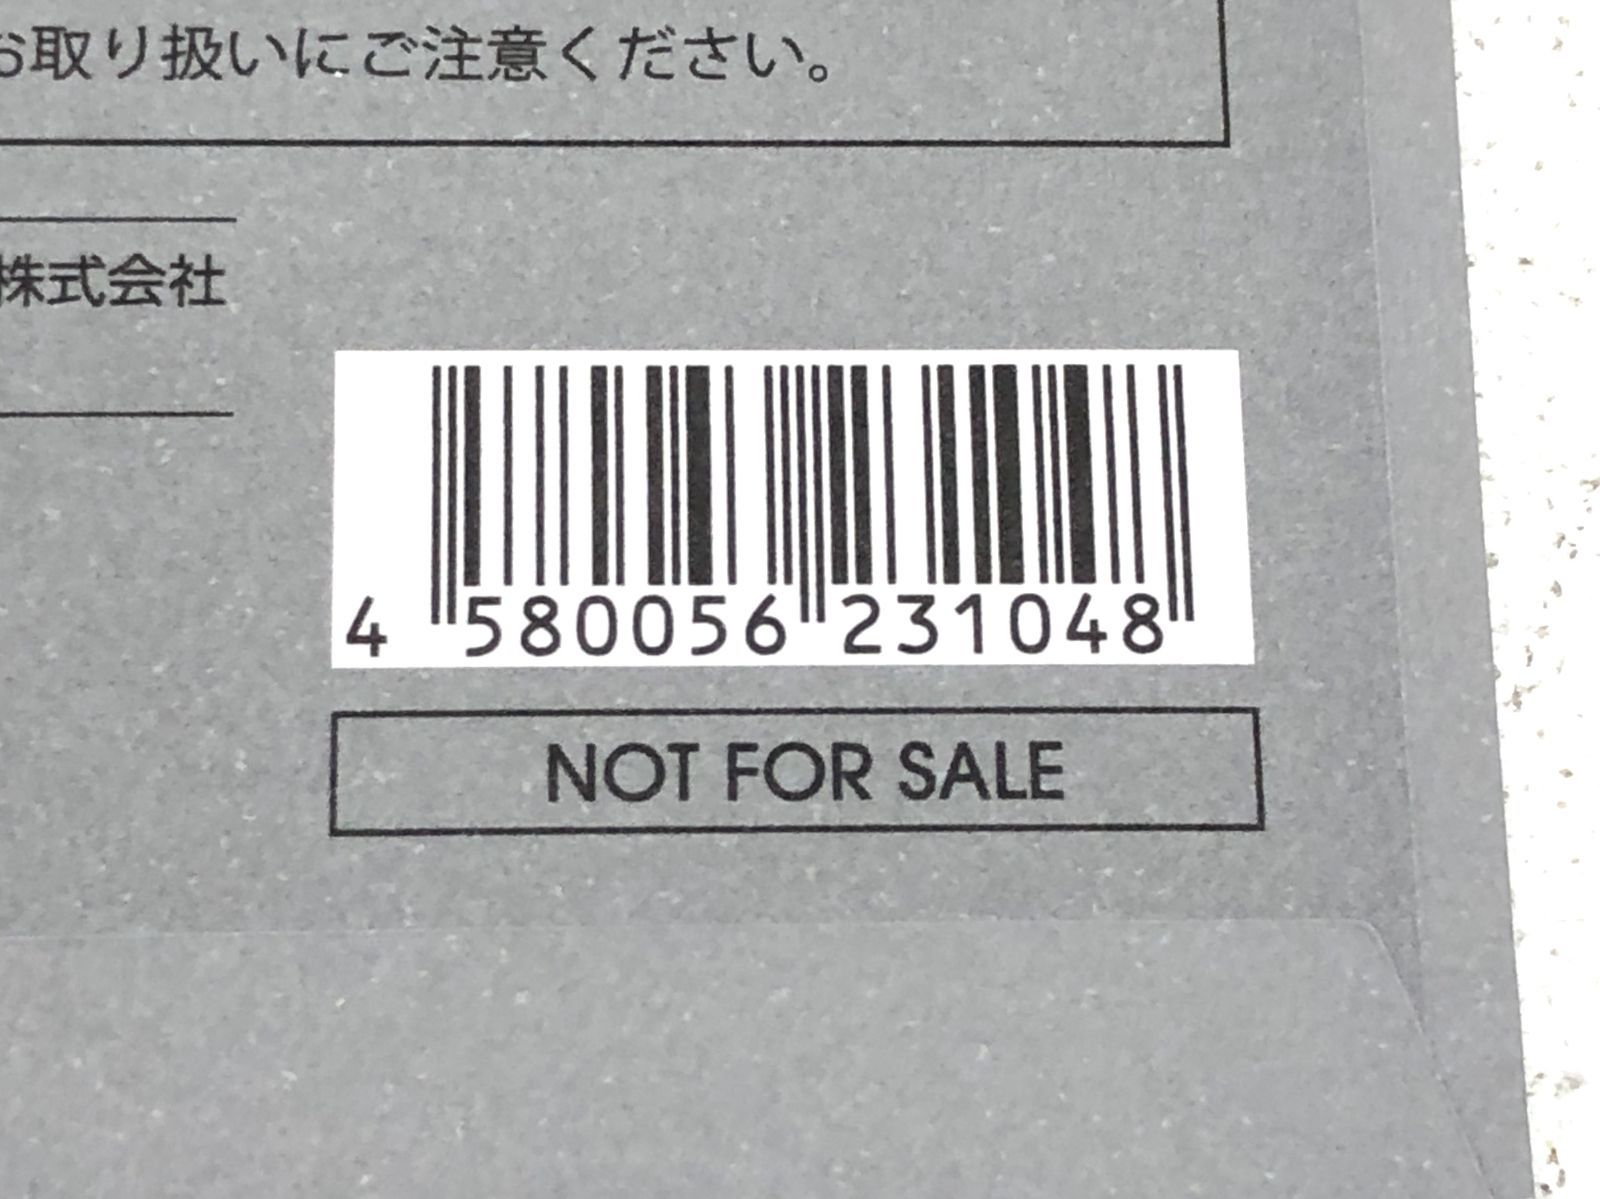 お取り扱いにご注意ください。
株式会社
4 580056 231048
NOT FOR SALE